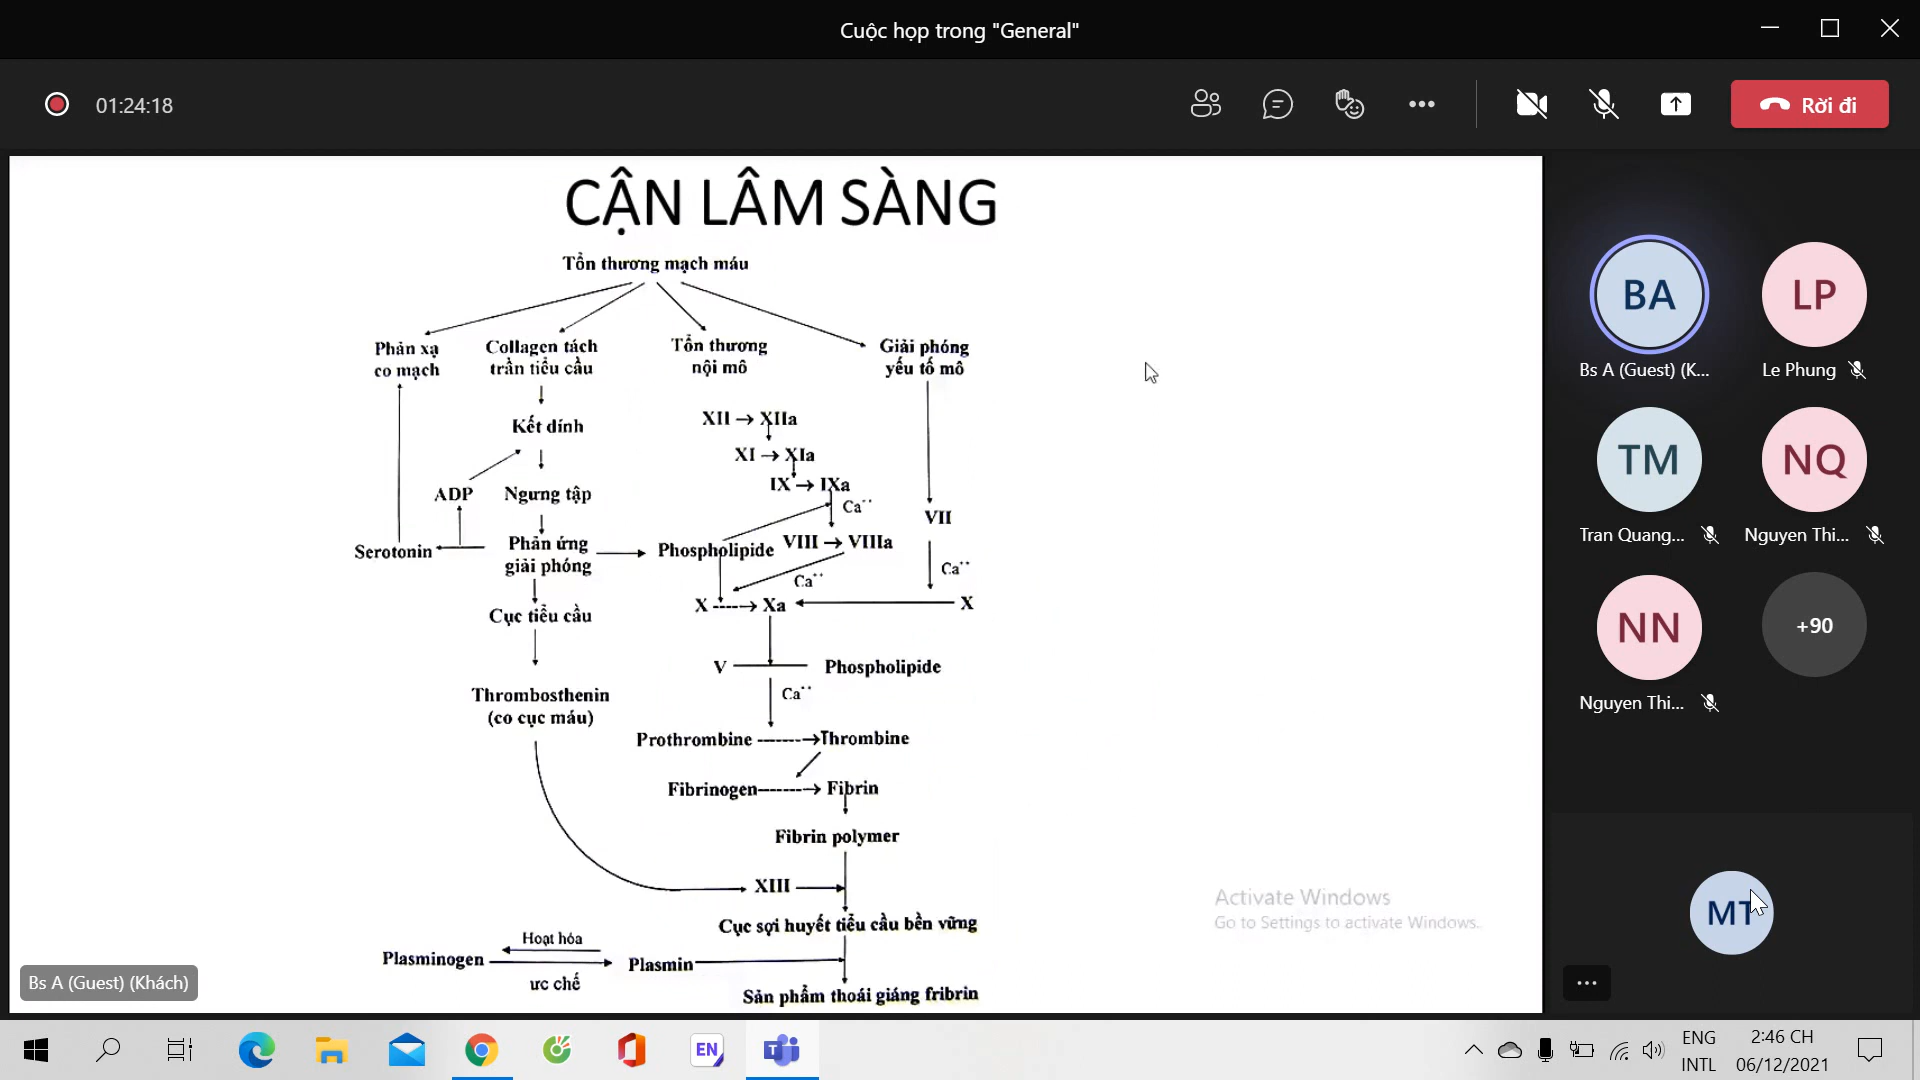 Cuộc họp trong "General"
01:24:18
Rời đi
CẬN LÂM SÀNG
Tổn thương mạch máu
Phản xạ
co mạch
Collagen tách
trần tiểu cầu
Tổn thương
nội mô
Giải phóng
yếu tố mô
XII → XIIa
Kết dính
XI → XIa
IX → IXa
ADP
Ngưng tập
Ca++
VII
Serotonin
Phản ứng
giải phóng
Phospholipide
VIII → VIIIa
Ca++
Ca++
Cục tiểu cầu
X ----→ Xa
X
V
Phospholipide
Ca++
Thrombosthenin
(co cục máu)
Prothrombine -------→Thrombine
Fibrinogen-------→ Fibrin
Fibrin polymer
XIII
Cục sợi huyết tiểu cầu bền vững
Hoạt hóa
Plasminogen
Plasmin
ưc chế
Sản phẩm thoái giáng fribrin
Activate Windows
Go to Settings to activate Windows.
Bs A (Guest) (Khách)
BA
LP
Bs A (Guest) (K...
Le Phung
TM
NQ
Tran Quang...
Nguyen Thi...
NN
+90
Nguyen Thi...
MT
EN
ENG
INTL
2:46 CH
06/12/2021